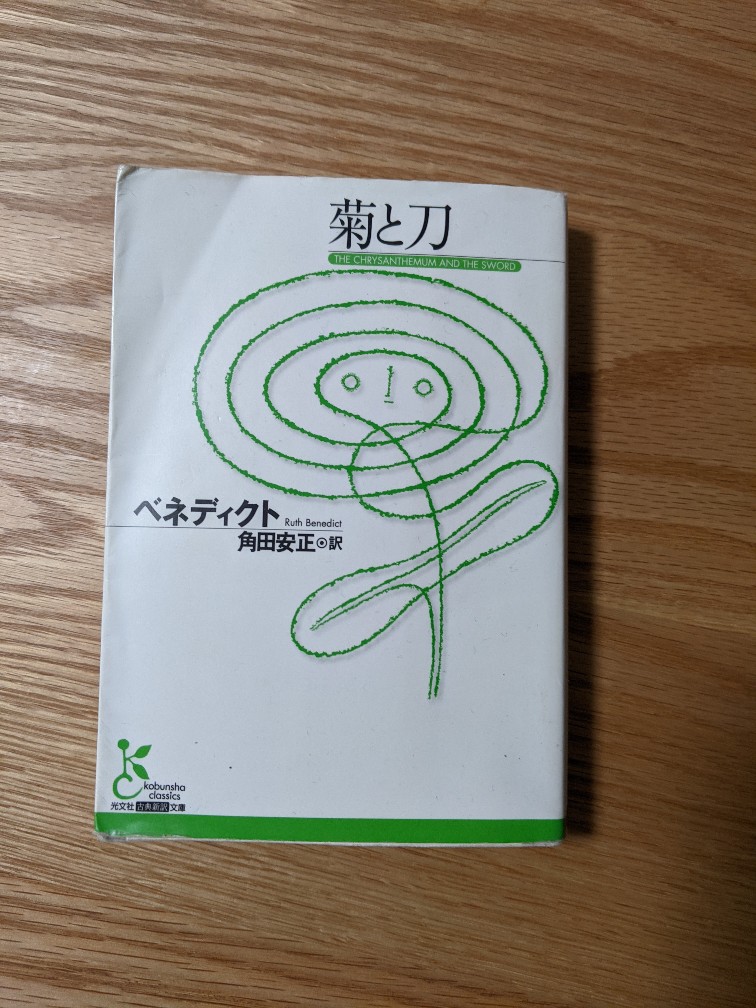 菊と刀
THE CHRYSANTHEMUM AND THE SWORD
ベネディクト Ruth Benedict
角田安正◎訳
kobunsha
classics
光文社 古典新訳 文庫